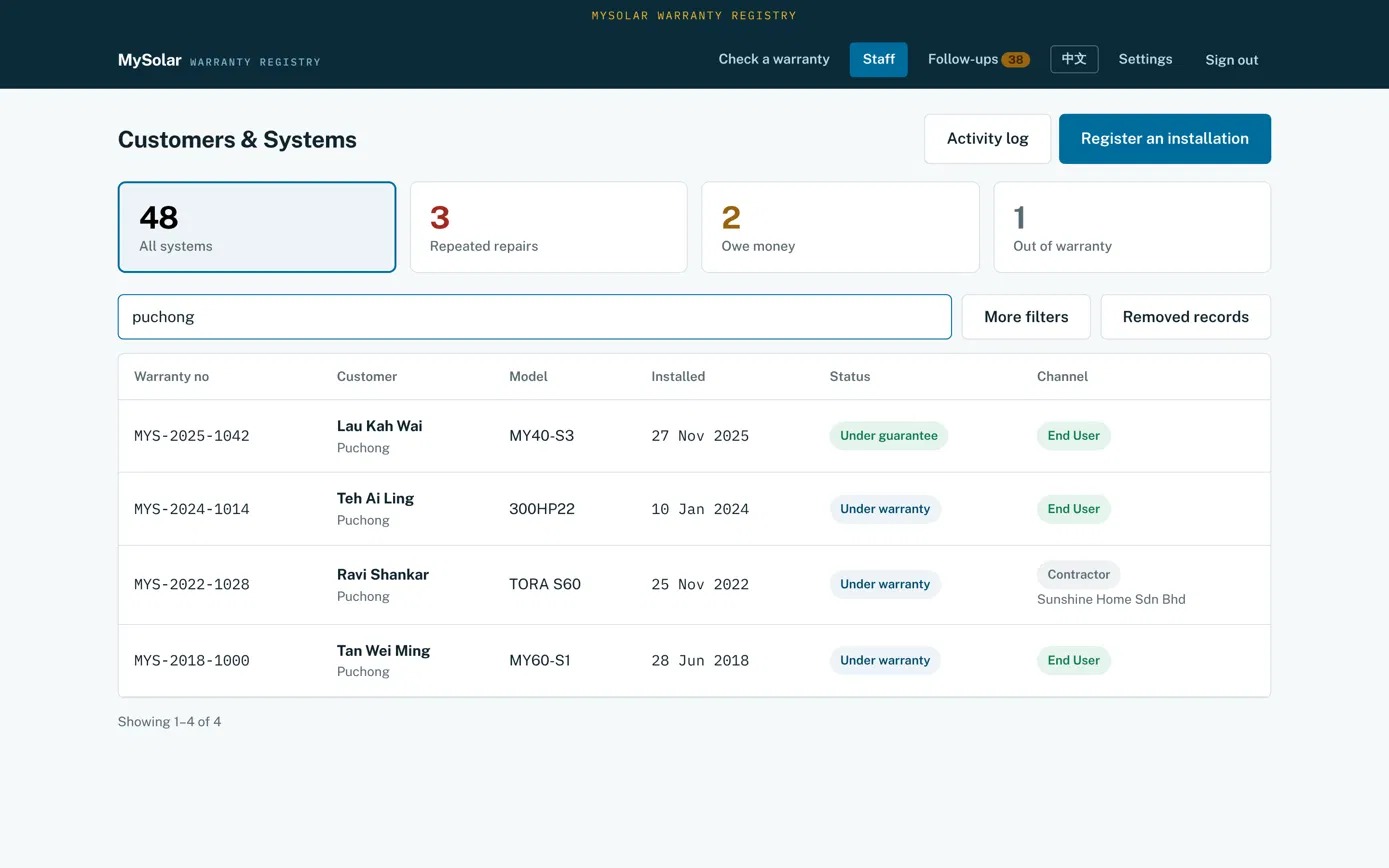 MYSOLAR WARRANTY REGISTRY
MySolar WARRANTY REGISTRY
Check a warranty
Staff
Follow-ups 38
中文
Settings
Sign out
Customers & Systems
Activity log
Register an installation
48
All systems
3
Repeated repairs
2
Owe money
1
Out of warranty
puchong
More filters
Removed records
Warranty no Customer Model Installed Status Channel
MYS-2025-1042 Lau Kah Wai MY40-S3 27 Nov 2025 Under guarantee End User
Puchong
MYS-2024-1014 Teh Ai Ling 300HP22 10 Jan 2024 Under warranty End User
Puchong
MYS-2022-1028 Ravi Shankar TORA S60 25 Nov 2022 Under warranty Contractor
Puchong Sunshine Home Sdn Bhd
MYS-2018-1000 Tan Wei Ming MY60-S1 28 Jun 2018 Under warranty End User
Puchong
Showing 1–4 of 4